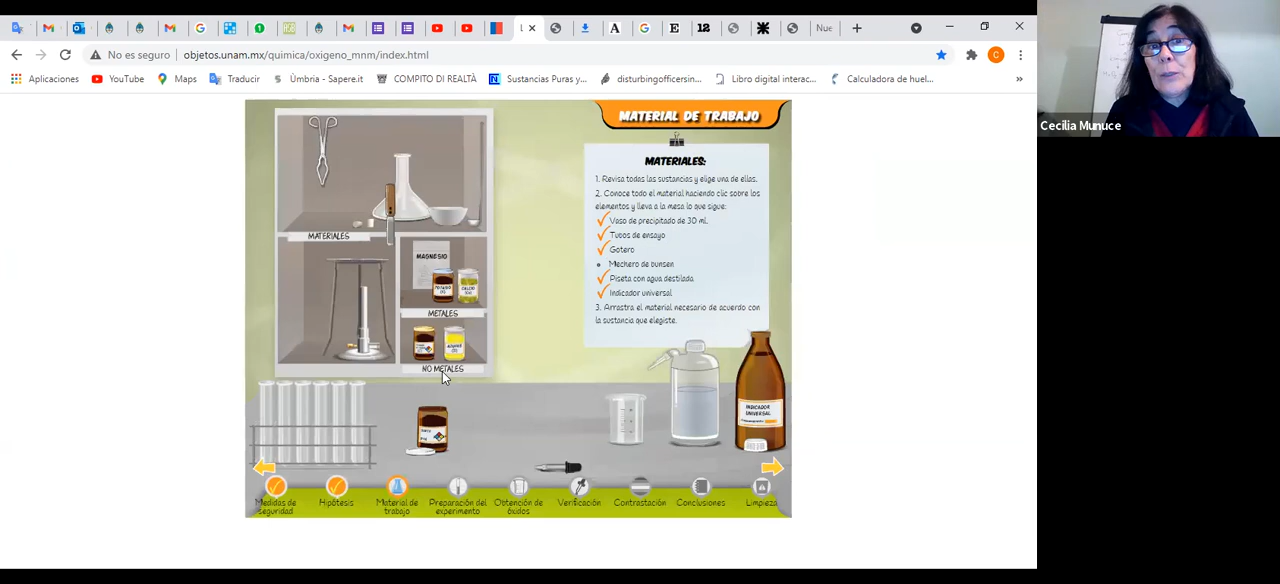 L
A
E
12
Nue
No es seguro
objetos.unam.mx/quimica/oxigeno_mnm/index.html
C
Aplicaciones
YouTube
Maps
Traducir
Umbria - Sapere.it
COMPITO DI REALTÀ
Sustancias Puras y...
disturbingofficersin...
Libro digital interac...
Calculadora de huel...
»
Cecilia Munuce
MATERIAL DE TRABAJO
MATERIALES:
1. Revisa todas las sustancias y elige una de ellas.
2. Conoce todo el material haciendo clic sobre los
elementos y lleva a la mesa lo que sigue:
Vaso de precipitado de 30 ml.
Tubos de ensayo
Gotero
• Mechero de bunsen
Piseta con agua destilada
Indicador universal
3. Arrastra el material necesario de acuerdo con
la sustancia que elegiste.
MATERIALES
MAGNESIO
POTASIO
CALCIO
METALES
AZUFRE
NO METALES
INDICADOR
UNIVERSAL
Medidas de
seguridad
Hipótesis
Material de
trabajo
Preparación del
experimento
Obtención de
óxidos
Verificación
Contrastación
Conclusiones
Limpieza